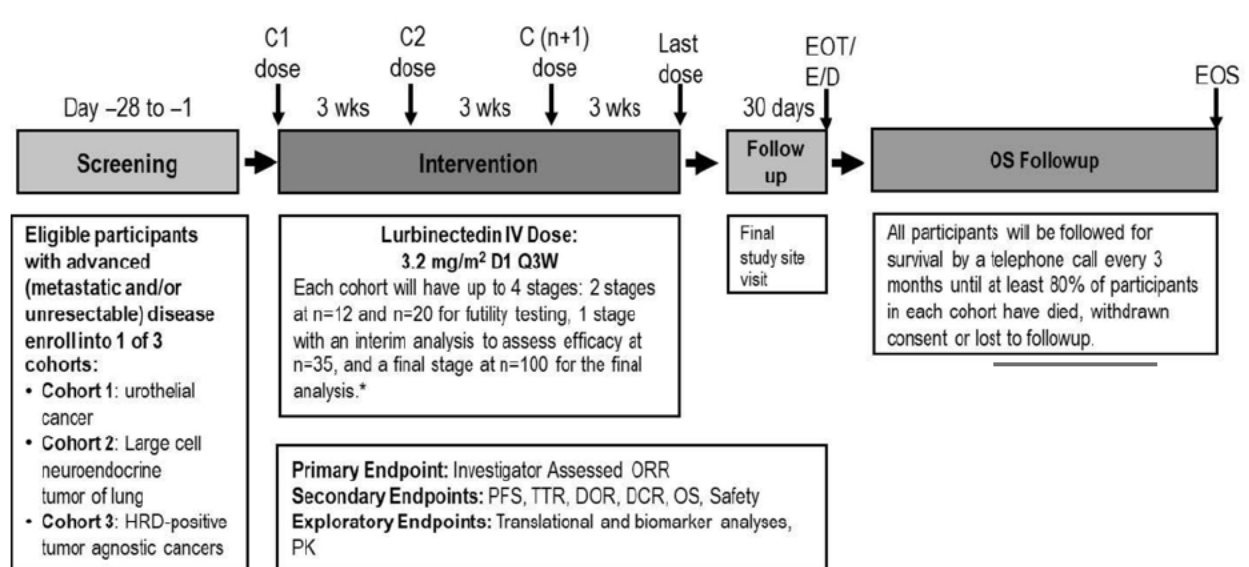 C1
dose
C2
dose
C (n+1)
dose
Last
dose
EOT/
E/D
EOS
Day –28 to –1
3 wks
3 wks
3 wks
30 days
Screening
Intervention
Follow
up
OS Followup
Eligible participants
with advanced
(metastatic and/or
unresectable) disease
enroll into 1 of 3
cohorts:
• Cohort 1: urothelial
cancer
• Cohort 2: Large cell
neuroendocrine
tumor of lung
• Cohort 3: HRD-positive
tumor agnostic cancers
Lurbinectedin IV Dose:
3.2 mg/m² D1 Q3W
Each cohort will have up to 4 stages: 2 stages
at n=12 and n=20 for futility testing, 1 stage
with an interim analysis to assess efficacy at
n=35, and a final stage at n=100 for the final
analysis.*
Final
study site
visit
All participants will be followed for
survival by a telephone call every 3
months until at least 80% of participants
in each cohort have died, withdrawn
consent or lost to followup.
Primary Endpoint: Investigator Assessed ORR
Secondary Endpoints: PFS, TTR, DOR, DCR, OS, Safety
Exploratory Endpoints: Translational and biomarker analyses,
PK